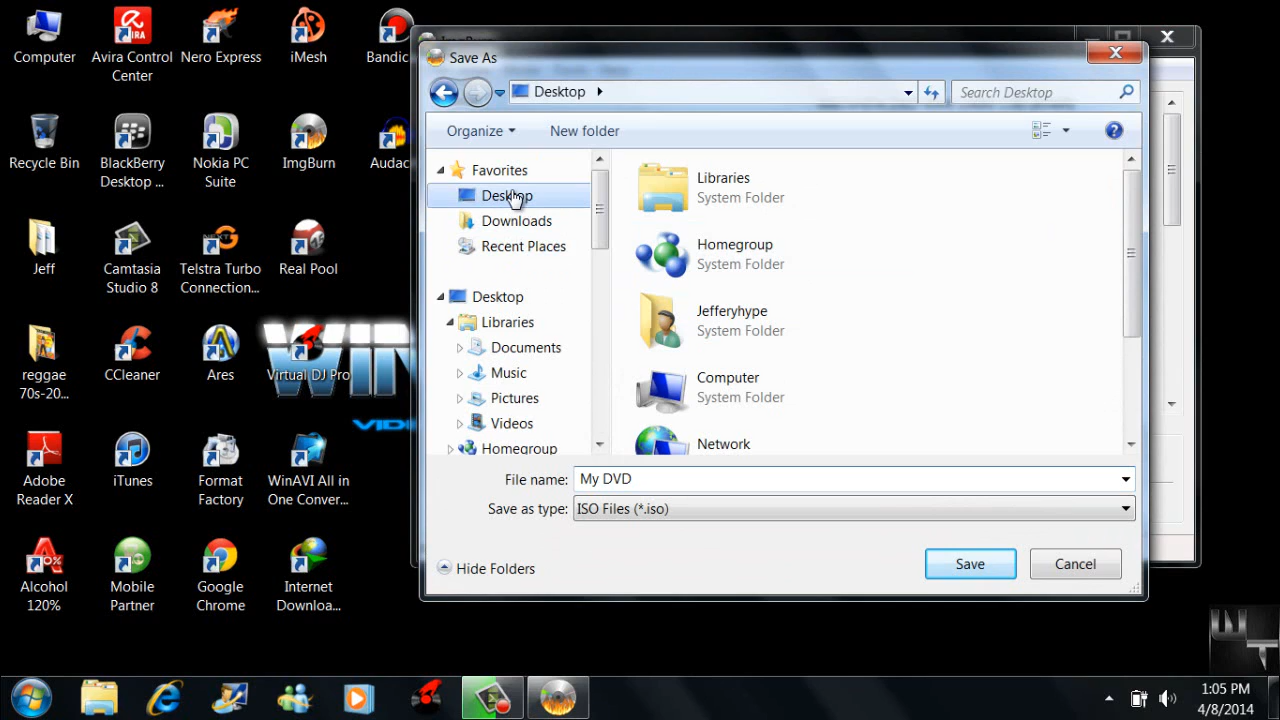 Computer
Avira Control
Center
Nero Express
iMesh
Bandic
Recycle Bin
BlackBerry
Desktop ...
Nokia PC
Suite
ImgBurn
Audac
Jeff
Camtasia
Studio 8
Telstra Turbo
Connection...
Real Pool
reggae
70s-20...
CCleaner
Ares
Virtual DJ Pro
WIN
VID
Adobe
Reader X
iTunes
Format
Factory
WinAVI All in
One Conver...
Alcohol
120%
Mobile
Partner
Google
Chrome
Internet
Downloa...
Save As
Desktop
Search Desktop
Organize
New folder
Favorites
Desktop
Downloads
Recent Places
Desktop
Libraries
Documents
Music
Pictures
Videos
Homegroup
Libraries
System Folder
Homegroup
System Folder
Jefferyhype
System Folder
Computer
System Folder
Network
File name: My DVD
Save as type: ISO Files (*.iso)
Hide Folders
Save
Cancel
WT
1:05 PM
4/8/2014